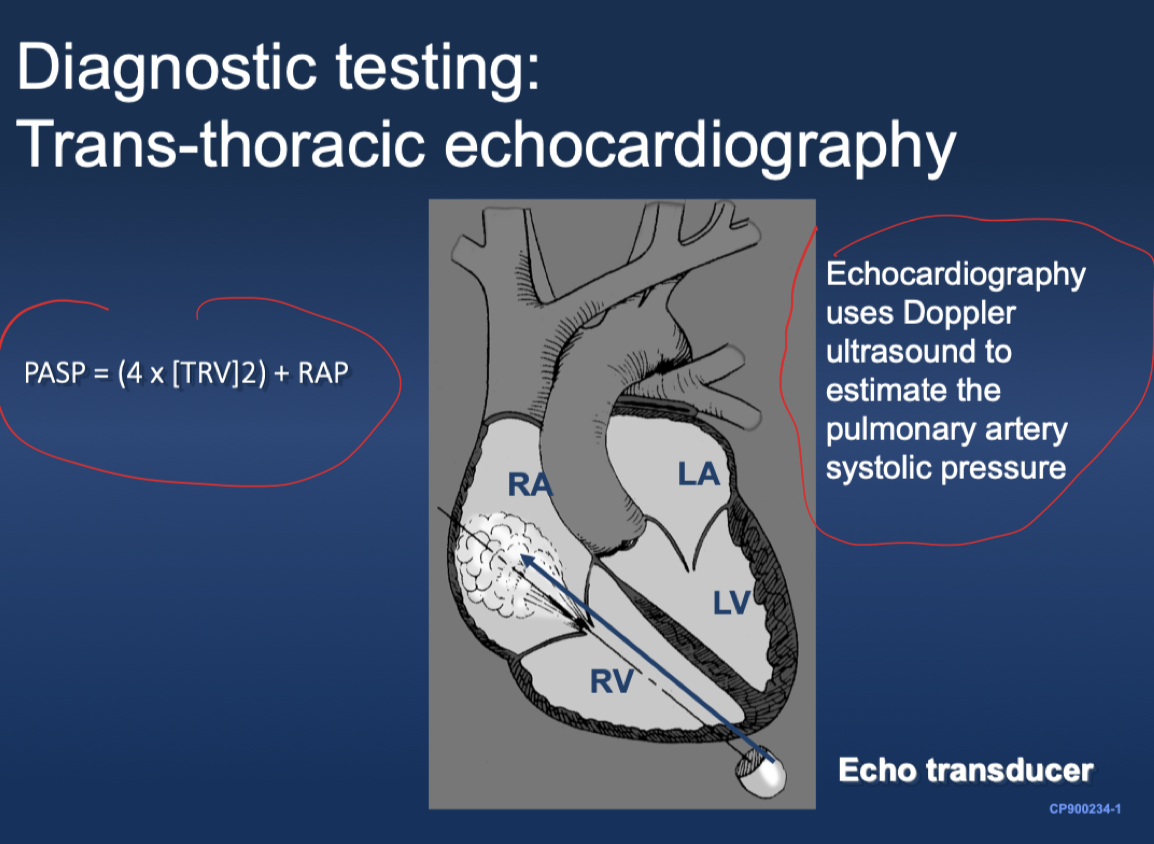 Diagnostic testing:
Trans-thoracic echocardiography
PASP = (4 x [TRV]2) + RAP
Echocardiography
uses Doppler
ultrasound to
estimate the
pulmonary artery
systolic pressure
RA
LA
LV
RV
Echo transducer
CP900234-1